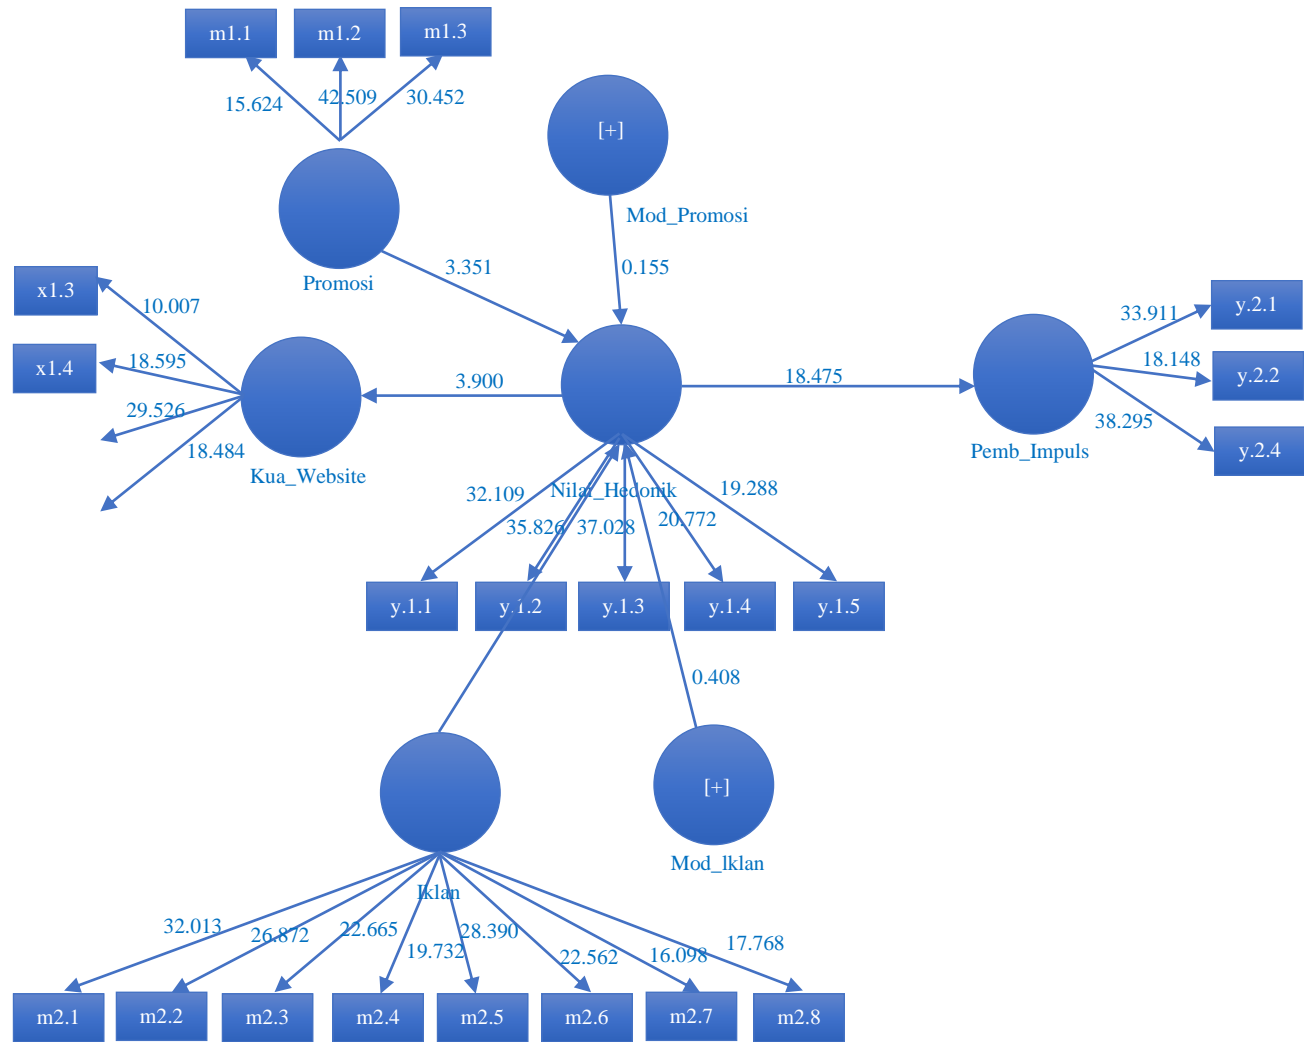 m1.1 m1.2 m1.3
15.624 42.509 30.452
[+]
Mod_Promosi
Promosi
3.351
0.155
x1.3
10.007
x1.4
18.595
29.526
18.484
Kua_Website
3.900
18.475
33.911
18.148
38.295
y.2.1
y.2.2
y.2.4
Pemb_Impuls
Nilai_Hedonik
32.109 35.826 37.028 20.772 19.288
y.1.1 y.1.2 y.1.3 y.1.4 y.1.5
0.408
[+]
Mod_lklan
Iklan
32.013 26.872 22.665 19.732 28.390 22.562 16.098 17.768
m2.1 m2.2 m2.3 m2.4 m2.5 m2.6 m2.7 m2.8